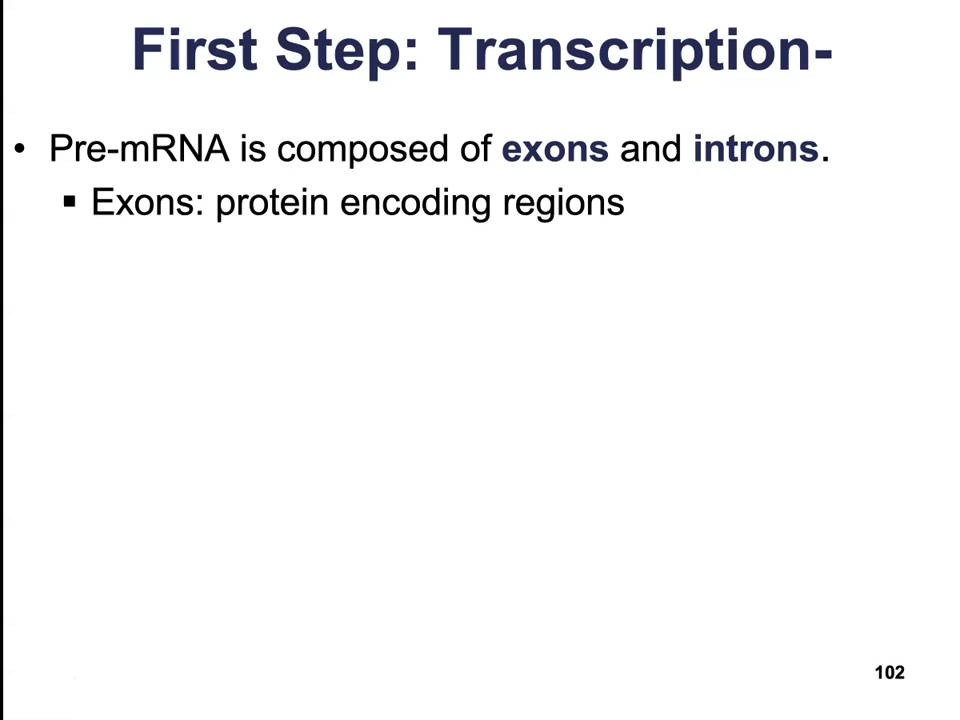 First Step: Transcription-
• Pre-mRNA is composed of exons and introns.
▪ Exons: protein encoding regions
102